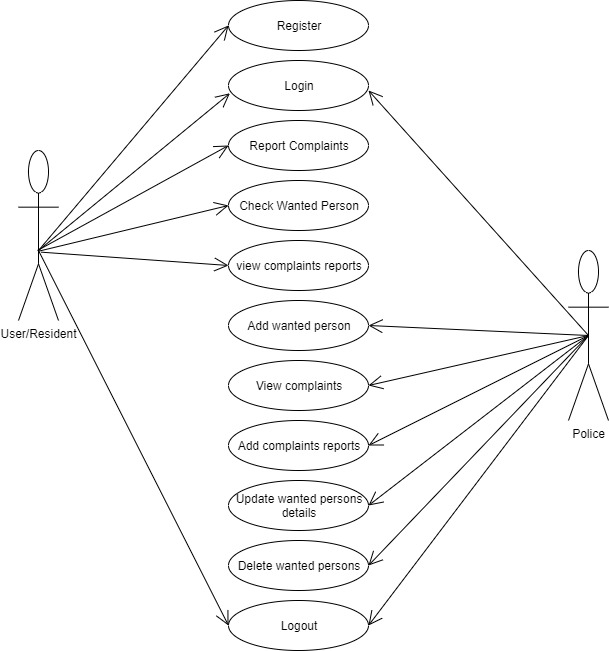 Register
Login
Report Complaints
Check Wanted Person
view complaints reports
User/Resident
Add wanted person
View complaints
Police
Add complaints reports
Update wanted persons
details
Delete wanted persons
Logout